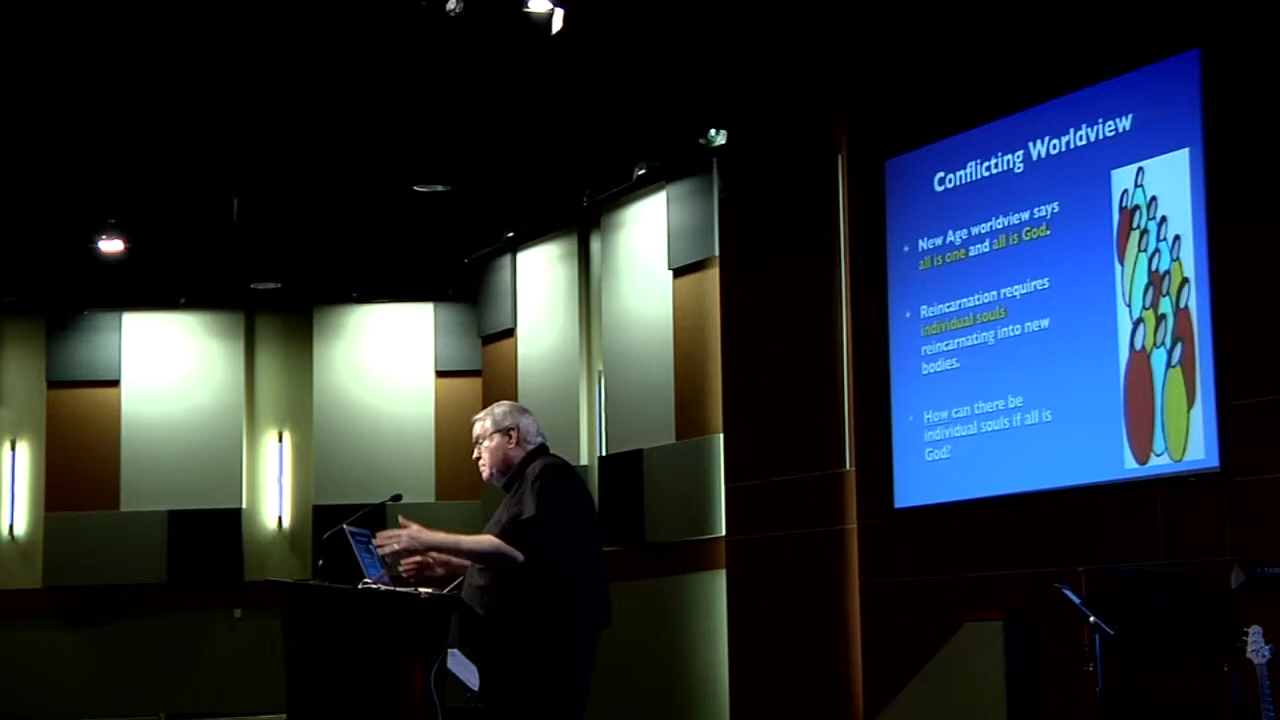 Conflicting Worldview
New Age worldview says
all is one and all is God.
Reincarnation requires
individual souls
reincarnating into new
bodies.
How can there be
individual souls if all is
God?